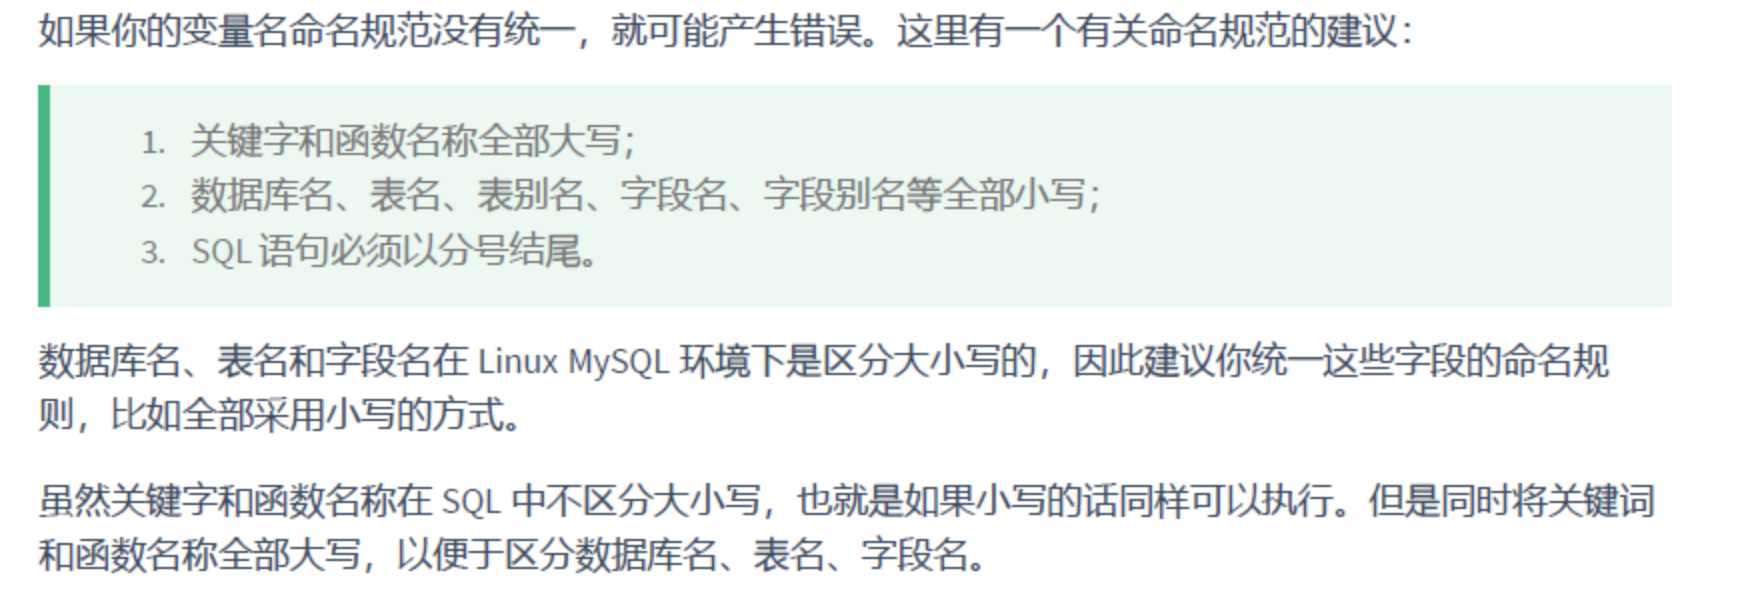 如果你的变量名命名规范没有统一，就可能产生错误。这里有一个有关命名规范的建议：
1. 关键字和函数名称全部大写；
2. 数据库名、表名、表别名、字段名、字段别名等全部小写；
3. SQL 语句必须以分号结尾。
数据库名、表名和字段名在 Linux MySQL 环境下是区分大小写的，因此建议你统一这些字段的命名规
则，比如全部采用小写的方式。
虽然关键字和函数名称在 SQL 中不区分大小写，也就是如果小写的话同样可以执行。但是同时将关键词
和函数名称全部大写，以便于区分数据库名、表名、字段名。